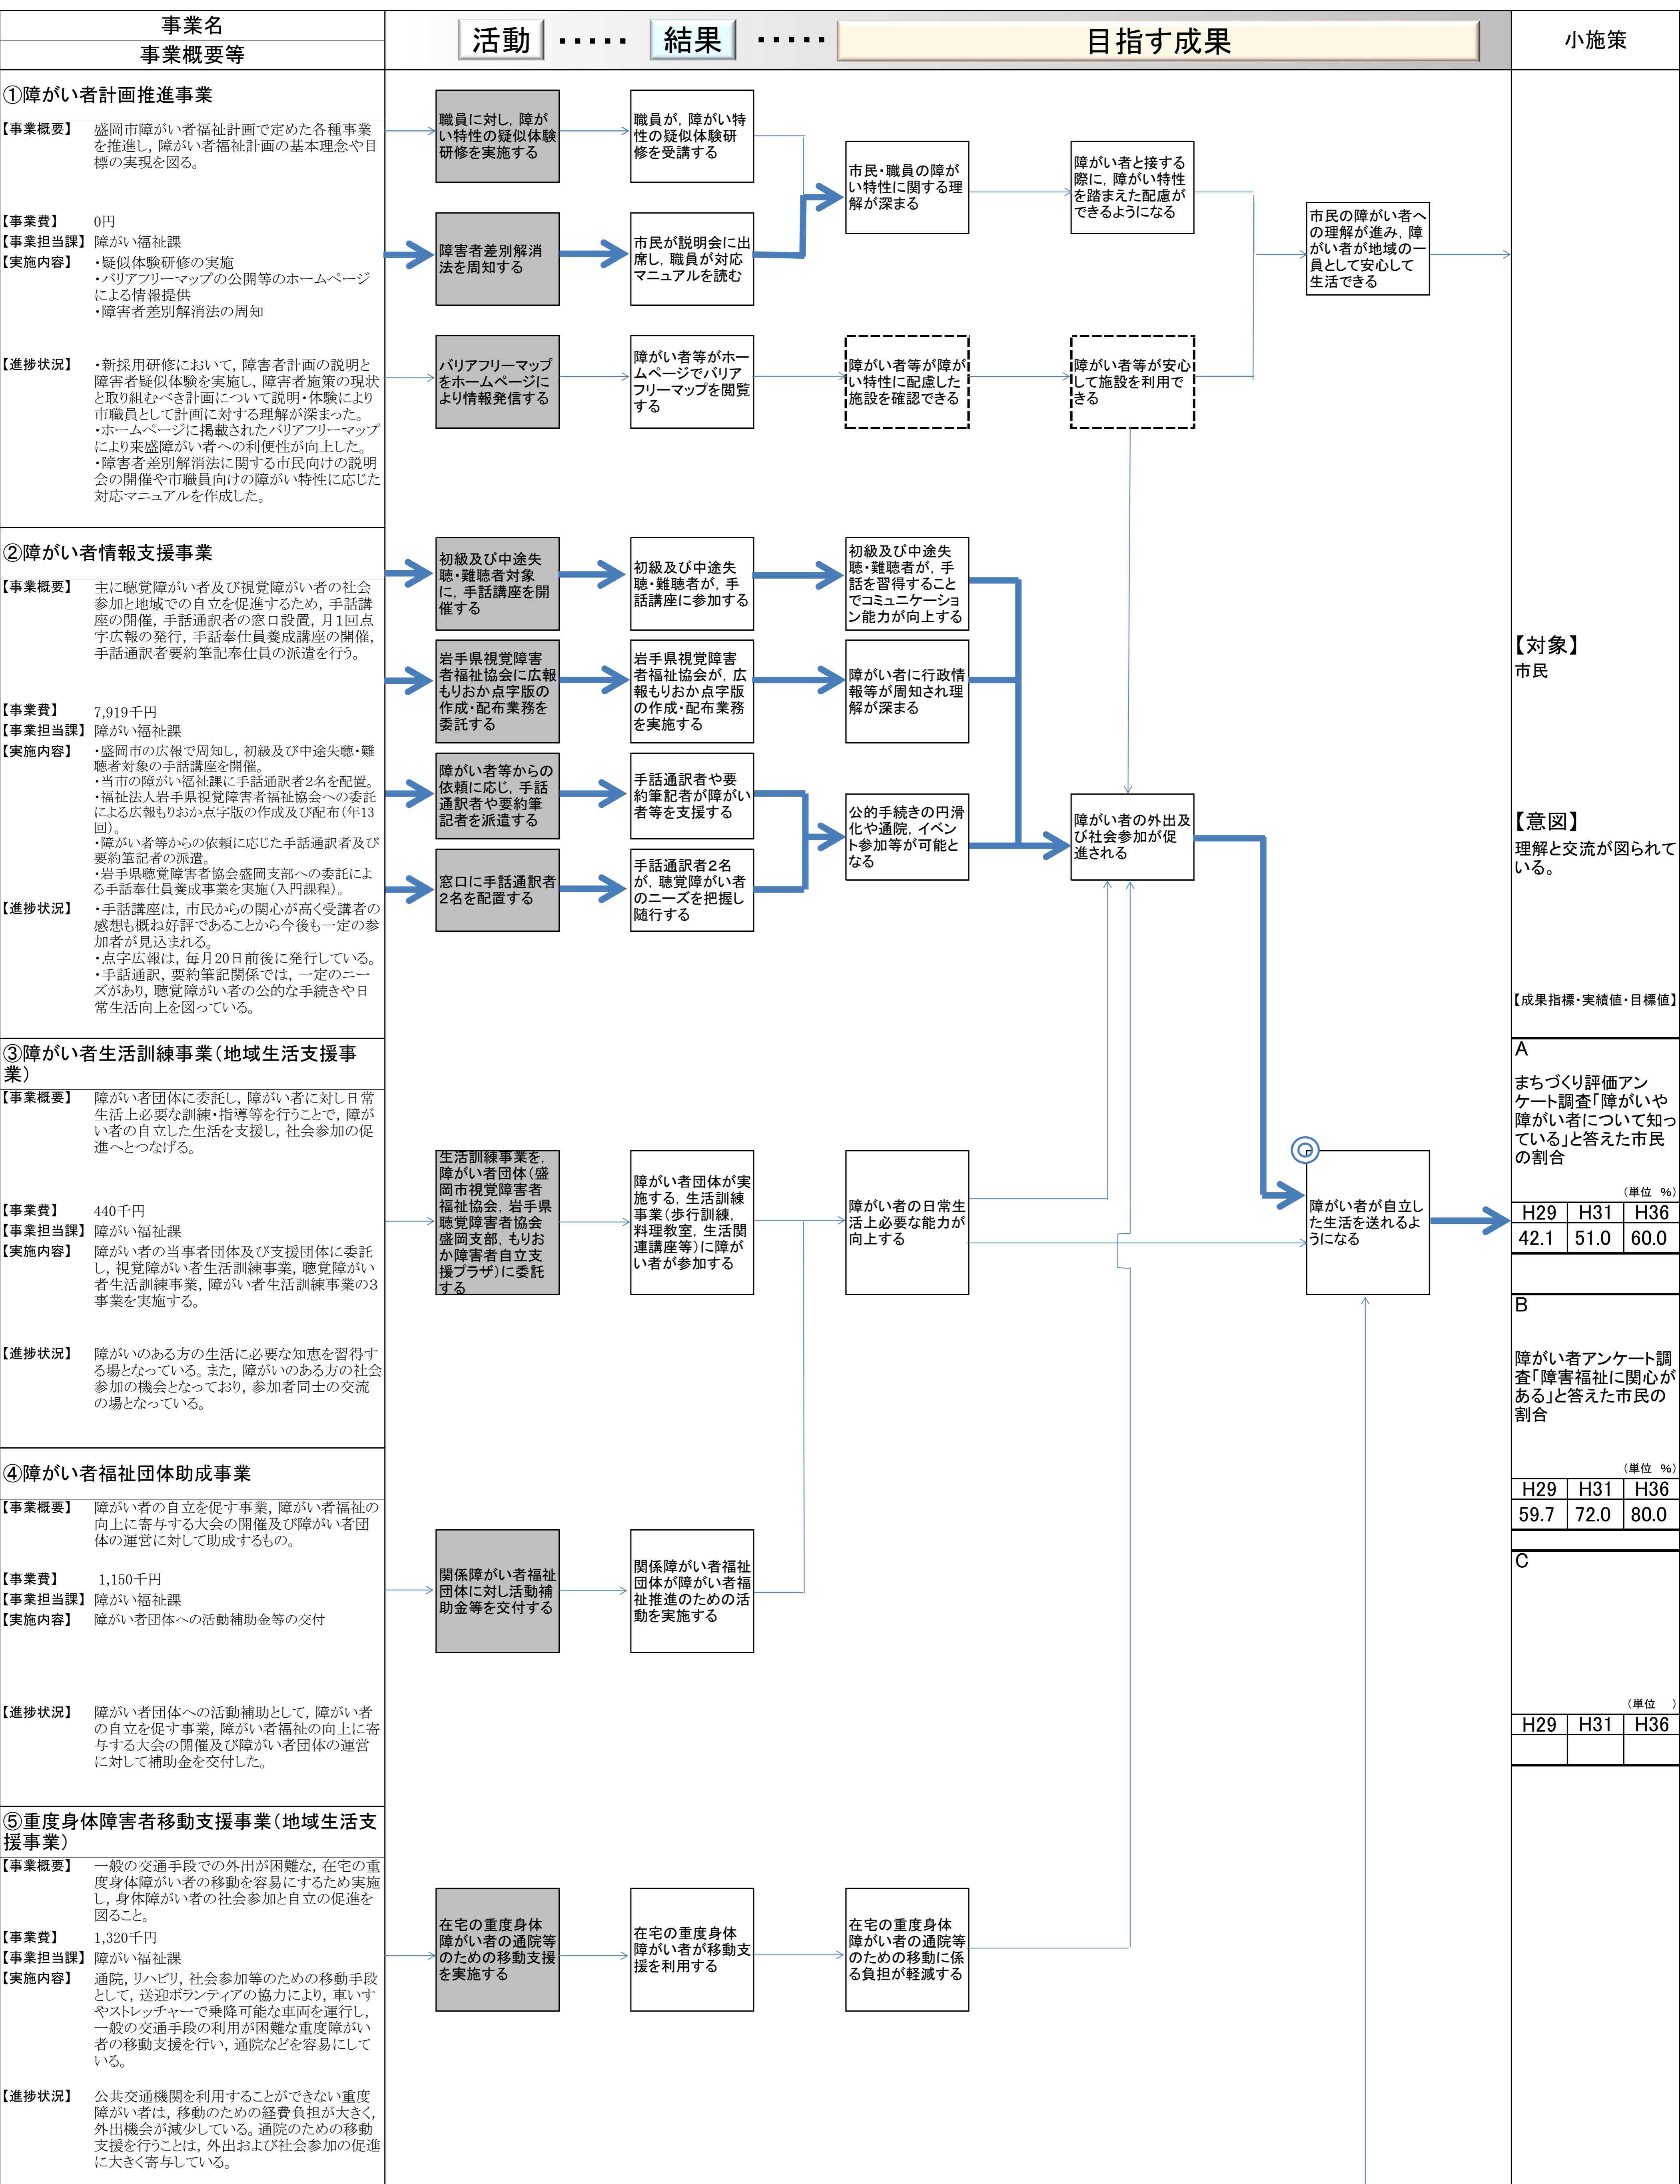 事業名
事業概要等
活動 ・・・・・ 結果 ・・・・・ 目指す成果
小施策
①障がい者計画推進事業
【事業概要】 盛岡市障がい者福祉計画で定めた各種事業
を推進し，障がい者福祉計画の基本理念や目
標の実現を図る。
【事業費】 0円
【事業担当課】 障がい福祉課
【実施内容】 ・疑似体験研修の実施
・バリアフリーマップの公開等のホームページ
による情報提供
・障害者差別解消法の周知
【進捗状況】 ・新採用研修において，障害者計画の説明と
障害者疑似体験を実施し，障害者施策の現状
と取り組むべき計画について説明・体験により
市職員として計画に対する理解が深まった。
・ホームページに掲載されたバリアフリーマップ
により来盛障がい者への利便性が向上した。
・障害者差別解消法に関する市民向けの説明
会の開催や市職員向けの障がい特性に応じた
対応マニュアルを作成した。
職員に対し，障が
い特性の疑似体験
研修を実施する
職員が，障がい特
性の疑似体験研
修を受講する
市民・職員の障が
い特性に関する理
解が深まる
障がい者と接する
際に，障がい特性
を踏まえた配慮が
できるようになる
市民の障がい者へ
の理解が進み，障
がい者が地域の一
員として安心して
生活できる
障害者差別解消
法を周知する
市民が説明会に出
席し，職員が対応
マニュアルを読む
バリアフリーマップ
をホームページに
より情報発信する
障がい者等がホー
ムページでバリア
フリーマップを閲覧
する
障がい者等が障が
い特性に配慮した
施設を確認できる
障がい者等が安心
して施設を利用で
きる
②障がい者情報支援事業
【事業概要】 主に聴覚障がい者及び視覚障がい者の社会
参加と地域での自立を促進するため，手話講
座の開催，手話通訳者の窓口設置，月1回点
字広報の発行，手話奉仕員養成講座の開催，
手話通訳者要約筆記奉仕員の派遣を行う。
【事業費】 7,919千円
【事業担当課】 障がい福祉課
【実施内容】 ・盛岡市の広報で周知し，初級及び中途失聴・難
聴者対象の手話講座を開催。
・当市の障がい福祉課に手話通訳者2名を配置。
・福祉法人岩手県視覚障害者福祉協会への委託
による広報もりおか点字版の作成及び配布（年13
回）。
・障がい者等からの依頼に応じた手話通訳者及び
要約筆記者の派遣。
・岩手県聴覚障害者協会盛岡支部への委託によ
る手話奉仕員養成事業を実施（入門課程）。
【進捗状況】 ・手話講座は，市民からの関心が高く受講者の
感想も概ね好評であることから今後も一定の参
加者が見込まれる。
・点字広報は，毎月20日前後に発行している。
・手話通訳，要約筆記関係では，一定のニー
ズがあり，聴覚障がい者の公的な手続きや日
常生活向上を図っている。
初級及び中途失
聴・難聴者対象
に，手話講座を開
催する
初級及び中途失
聴・難聴者が，手
話講座に参加する
初級及び中途失
聴・難聴者が，手
話を習得すること
でコミュニケーショ
ン能力が向上する
岩手県視覚障害
者福祉協会に広報
もりおか点字版の
作成・配布業務を
委託する
岩手県視覚障害
者福祉協会が，広
報もりおか点字版
の作成・配布業務
を実施する
障がい者に行政情
報等が周知され理
解が深まる
障がい者等からの
依頼に応じ，手話
通訳者や要約筆
記者を派遣する
手話通訳者や要
約筆記者が障がい
者等を支援する
公的手続きの円滑
化や通院，イベン
ト参加等が可能と
なる
障がい者の外出及
び社会参加が促
進される
窓口に手話通訳者
2名を配置する
手話通訳者2名
が，聴覚障がい者
のニーズを把握し
随行する
【対象】
市民
【意図】
理解と交流が図られて
いる。
【成果指標・実績値・目標値】
③障がい者生活訓練事業（地域生活支援事
業）
【事業概要】 障がい者団体に委託し，障がい者に対し日常
生活上必要な訓練・指導等を行うことで，障が
い者の自立した生活を支援し，社会参加の促
進へとつなげる。
【事業費】 440千円
【事業担当課】 障がい福祉課
【実施内容】 障がい者の当事者団体及び支援団体に委託
し，視覚障がい者生活訓練事業，聴覚障がい
者生活訓練事業，障がい者生活訓練事業の3
事業を実施する。
【進捗状況】 障がいのある方の生活に必要な知恵を習得す
る場となっている。また，障がいのある方の社会
参加の機会となっており，参加者同士の交流
の場となっている。
生活訓練事業を，
障がい者団体（盛
岡市視覚障害者
福祉協会，岩手県
聴覚障害者協会
盛岡支部，もりお
か障害者自立支
援プラザ）に委託
する
障がい者団体が実
施する，生活訓練
事業（歩行訓練，
料理教室，生活関
連講座等）に障が
い者が参加する
障がい者の日常生
活上必要な能力が
向上する
◎
障がい者が自立し
た生活を送れるよ
うになる
A
まちづくり評価アン
ケート調査「障がいや
障がい者について知っ
ている」と答えた市民
の割合
（単位 %）
H29 H31 H36
42.1 51.0 60.0
B
障がい者アンケート調
査「障害福祉に関心が
ある」と答えた市民の
割合
（単位 %）
H29 H31 H36
59.7 72.0 80.0
C
（単位 ）
H29 H31 H36
④障がい者福祉団体助成事業
【事業概要】 障がい者の自立を促す事業，障がい者福祉の
向上に寄与する大会の開催及び障がい者団
体の運営に対して助成するもの。
【事業費】 1,150千円
【事業担当課】 障がい福祉課
【実施内容】 障がい者団体への活動補助金等の交付
【進捗状況】 障がい者団体への活動補助として，障がい者
の自立を促す事業，障がい者福祉の向上に寄
与する大会の開催及び障がい者団体の運営
に対して補助金を交付した。
関係障がい者福祉
団体に対し活動補
助金等を交付する
関係障がい者福祉
団体が障がい者福
祉推進のための活
動を実施する
⑤重度身体障害者移動支援事業（地域生活支
援事業）
【事業概要】 一般の交通手段での外出が困難な，在宅の重
度身体障がい者の移動を容易にするため実施
し，身体障がい者の社会参加と自立の促進を
図ること。
【事業費】 1,320千円
【事業担当課】 障がい福祉課
【実施内容】 通院，リハビリ，社会参加等のための移動手段
として，送迎ボランティアの協力により，車いす
やストレッチャーで乗降可能な車両を運行し，
一般の交通手段の利用が困難な重度障がい
者の移動支援を行い，通院などを容易にして
いる。
【進捗状況】 公共交通機関を利用することができない重度
障がい者は，移動のための経費負担が大きく，
外出機会が減少している。通院のための移動
支援を行うことは，外出および社会参加の促進
に大きく寄与している。
在宅の重度身体
障がい者の通院等
のための移動支援
を実施する
在宅の重度身体
障がい者が移動支
援を利用する
在宅の重度身体
障がい者の通院等
のための移動に係
る負担が軽減する